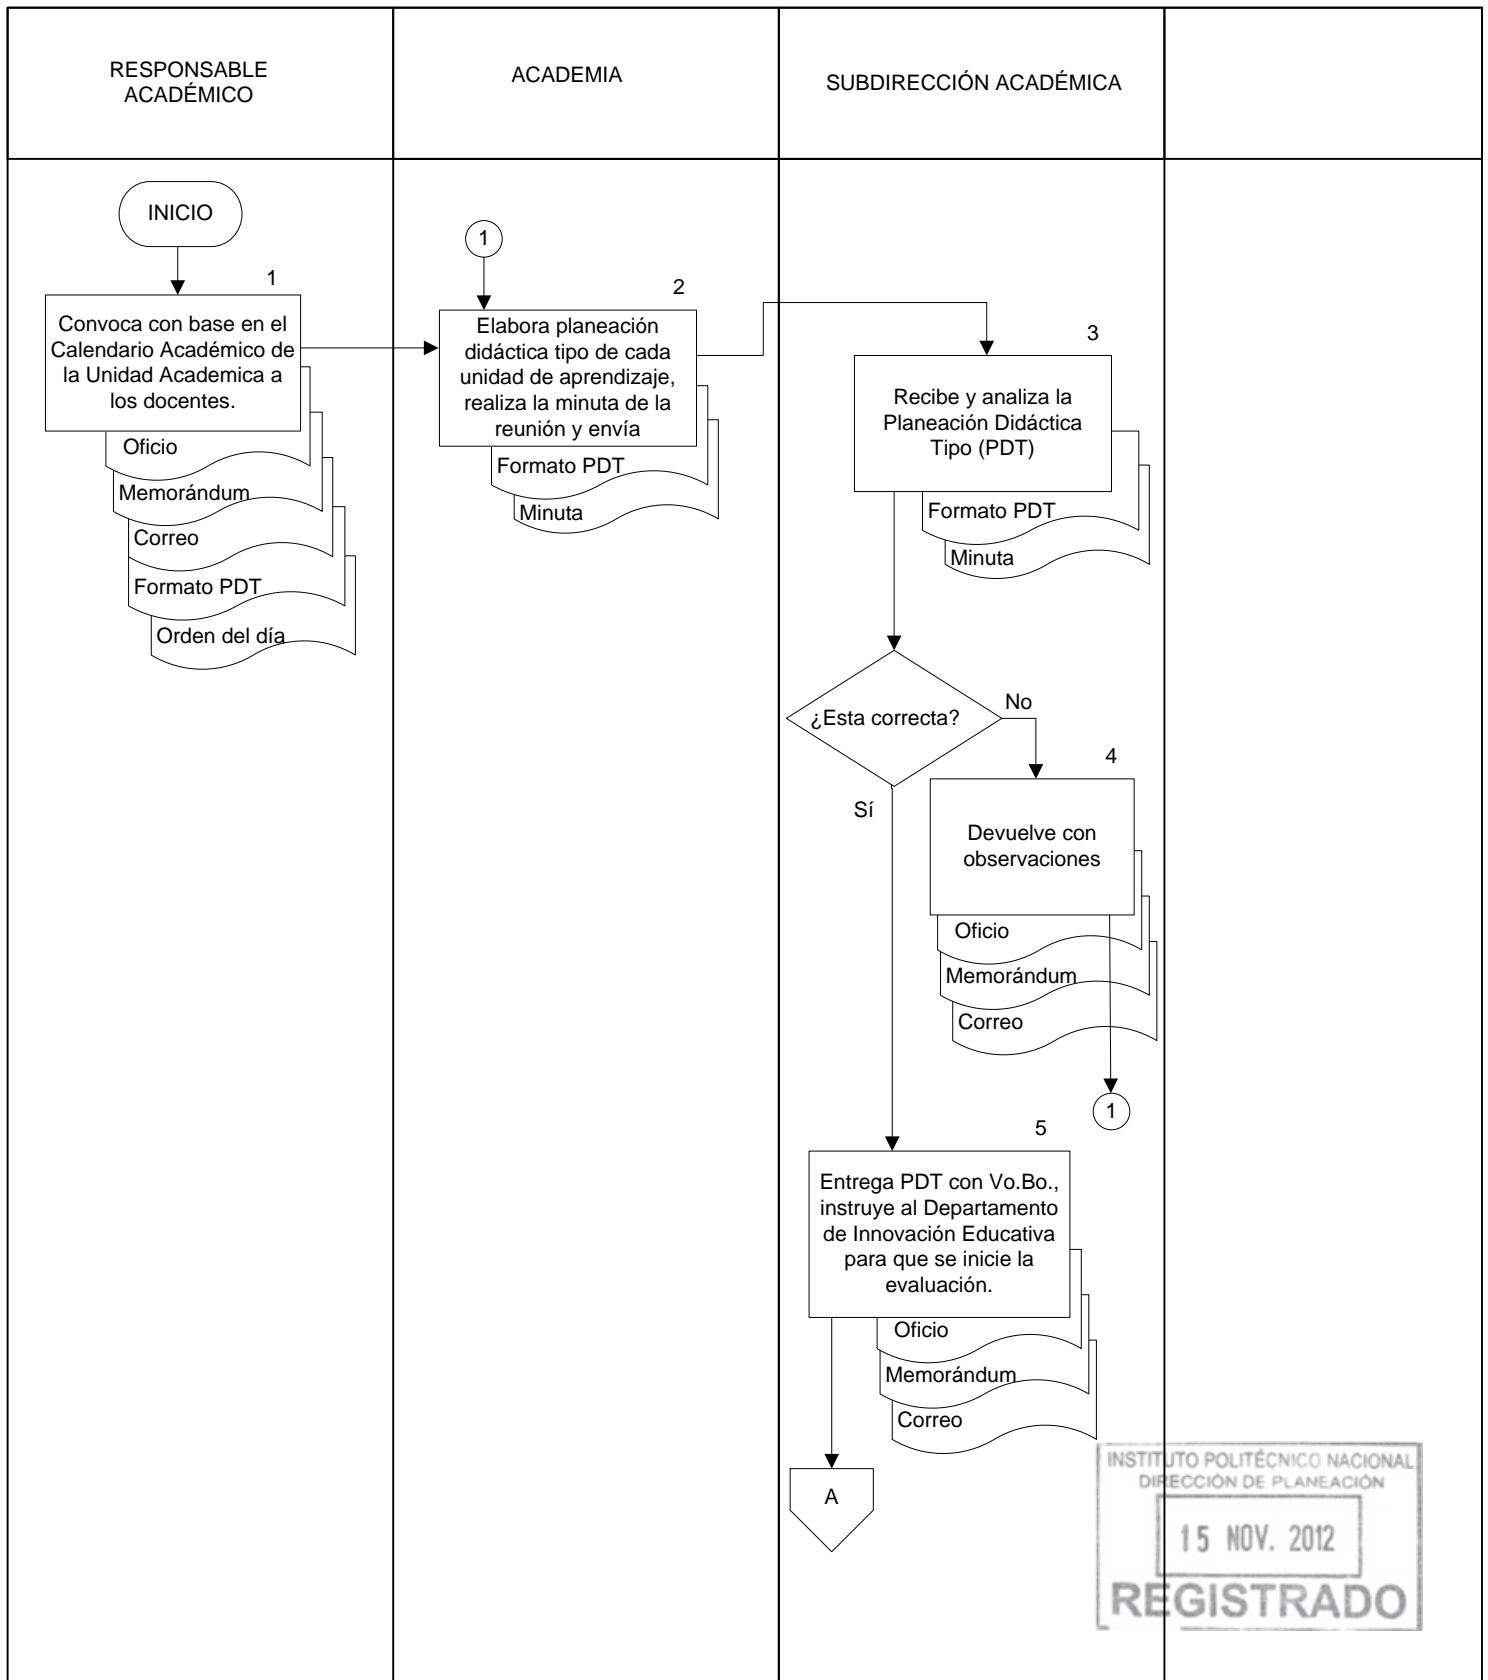 RESPONSABLE
ACADÉMICO
ACADEMIA
SUBDIRECCIÓN ACADÉMICA
INICIO
1
Convoca con base en el
Calendario Académico de
la Unidad Academica a
los docentes.
Oficio
Memorándum
Correo
Formato PDT
Orden del día
1
2
Elabora planeación
didáctica tipo de cada
unidad de aprendizaje,
realiza la minuta de la
reunión y envía
Formato PDT
Minuta
3
Recibe y analiza la
Planeación Didáctica
Tipo (PDT)
Formato PDT
Minuta
¿Esta correcta?
No
Sí
4
Devuelve con
observaciones
Oficio
Memorándum
Correo
1
5
Entrega PDT con Vo.Bo.,
instruye al Departamento
de Innovación Educativa
para que se inicie la
evaluación.
Oficio
Memorándum
Correo
A
INSTITUTO POLITÉCNICO NACIONAL
DIRECCIÓN DE PLANEACIÓN
15 NOV. 2012
REGISTRADO